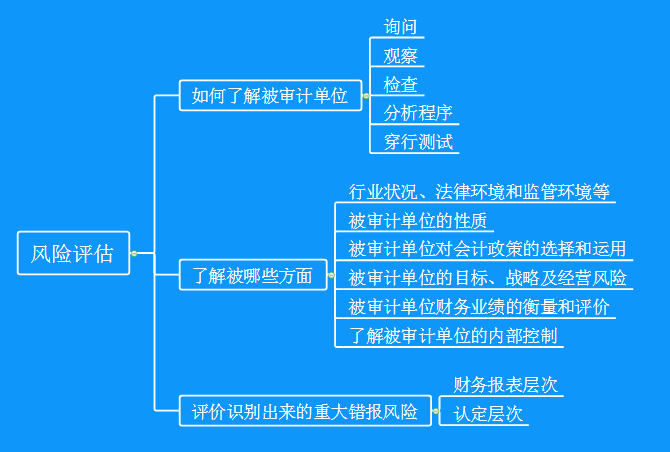 风险评估
如何了解被审计单位
询问
观察
检查
分析程序
穿行测试
了解被哪些方面
行业状况、法律环境和监管环境等
被审计单位的性质
被审计单位对会计政策的选择和运用
被审计单位的目标、战略及经营风险
被审计单位财务业绩的衡量和评价
了解被审计单位的内部控制
评价识别出来的重大错报风险
财务报表层次
认定层次